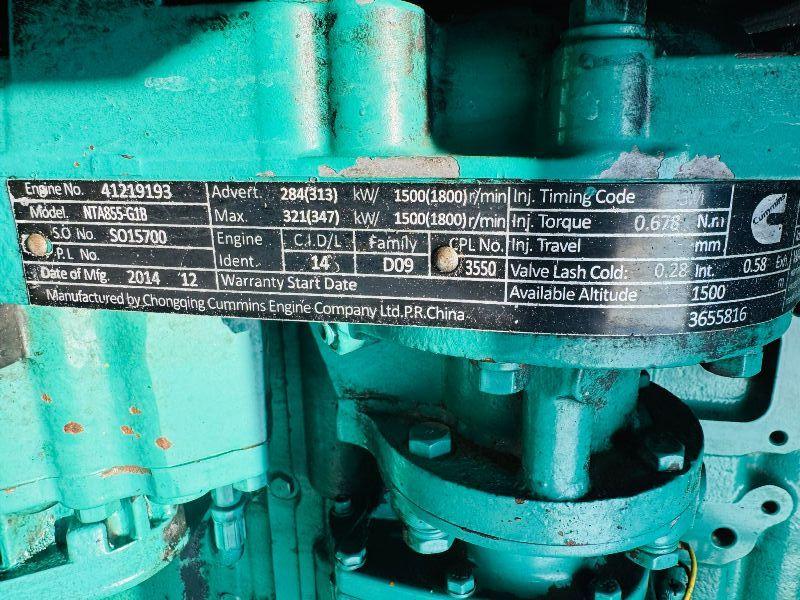 Engine No. 41219193 Advert. 284(313) kW/ 1500(1800) r/min Inj. Timing Code
Model. NTA855-G1B Max. 321(347) kW/ 1500(1800) r/min Inj. Torque 0.678 N.m
S.O No. SO15700 Engine C.I.D/L Family CPL No. Inj. Travel mm
P.I. No. Ident. 14 D09 3550 Valve Lash Cold: 0.28 Int. 0.58 Exh
Date of Mfg. 2014 12 Warranty Start Date Available Altitude 1500 m
Manufactured by Chongqing Cummins Engine Company Ltd.P.R.China 3655816
Cummins